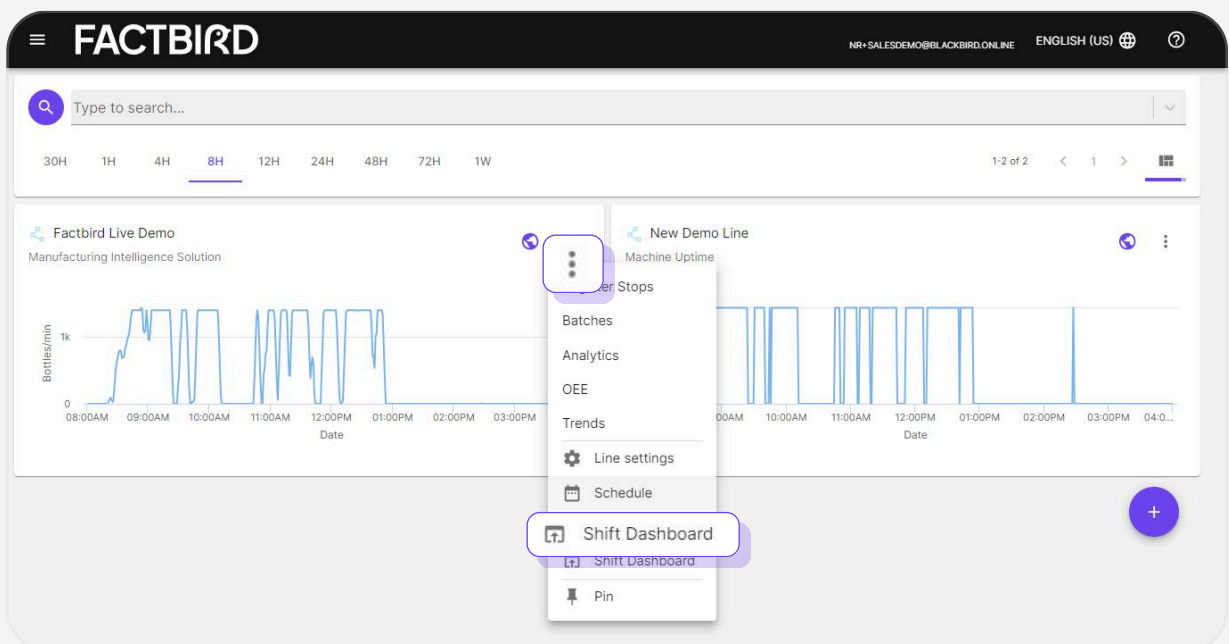 FACTBIRD
NR+SALESDEMO@BLACKBIRD.ONLINE
ENGLISH (US)
Type to search...
30H 1H 4H 8H 12H 24H 48H 72H 1W
1-2 of 2
1
Factbird Live Demo
Manufacturing Intelligence Solution
Bottles/min
1k
0
08:00AM 09:00AM 10:00AM 11:00AM 12:00PM 01:00PM 02:00PM 03:00PM
Date
New Demo Line
Machine Uptime
10:00AM 11:00AM 12:00PM 01:00PM 02:00PM 03:00PM 04:0...
Date
Stops
Batches
Analytics
OEE
Trends
Line settings
Schedule
Shift Dashboard
Shift Dashboard
Pin